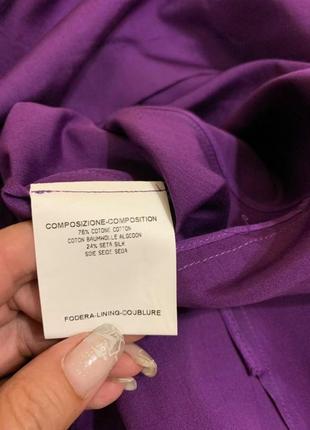 COMPOSIZIONE-COMPOSITION
76% COTONE COTTON
COTON BAUMWOLLE ALGODON
24% SETA SILK
SOIE SEIDE SEDA
FODERA-LINING-DOUBLURE